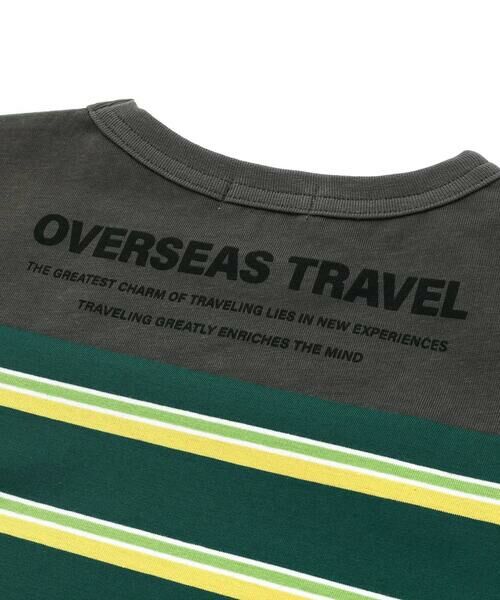 OVERSEAS TRAVEL
THE GREATEST CHARM OF TRAVELING LIES IN NEW EXPERIENCES
TRAVELING GREATLY ENRICHES THE MIND